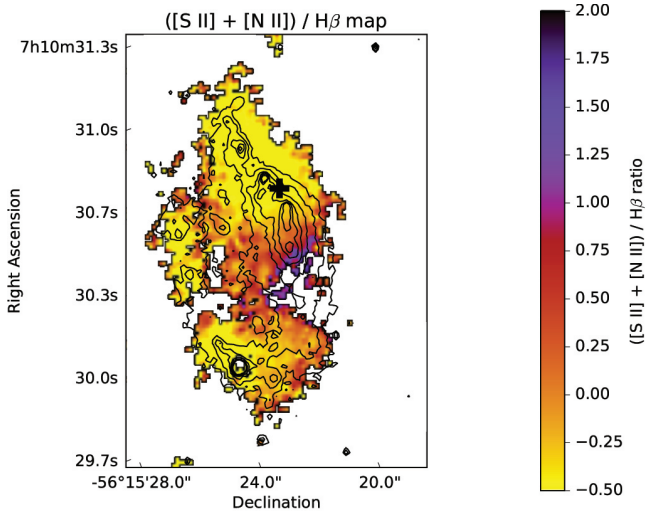 ([S II] + [N II]) / Hβ map
7h10m31.3s
31.0s
30.7s
30.3s
30.0s
29.7s
Right Ascension
-56°15'28.0"
24.0"
20.0"
Declination
2.00
1.75
1.50
1.25
1.00
0.75
0.50
0.25
0.00
−0.25
−0.50
([S II] + [N II]) / Hβ ratio